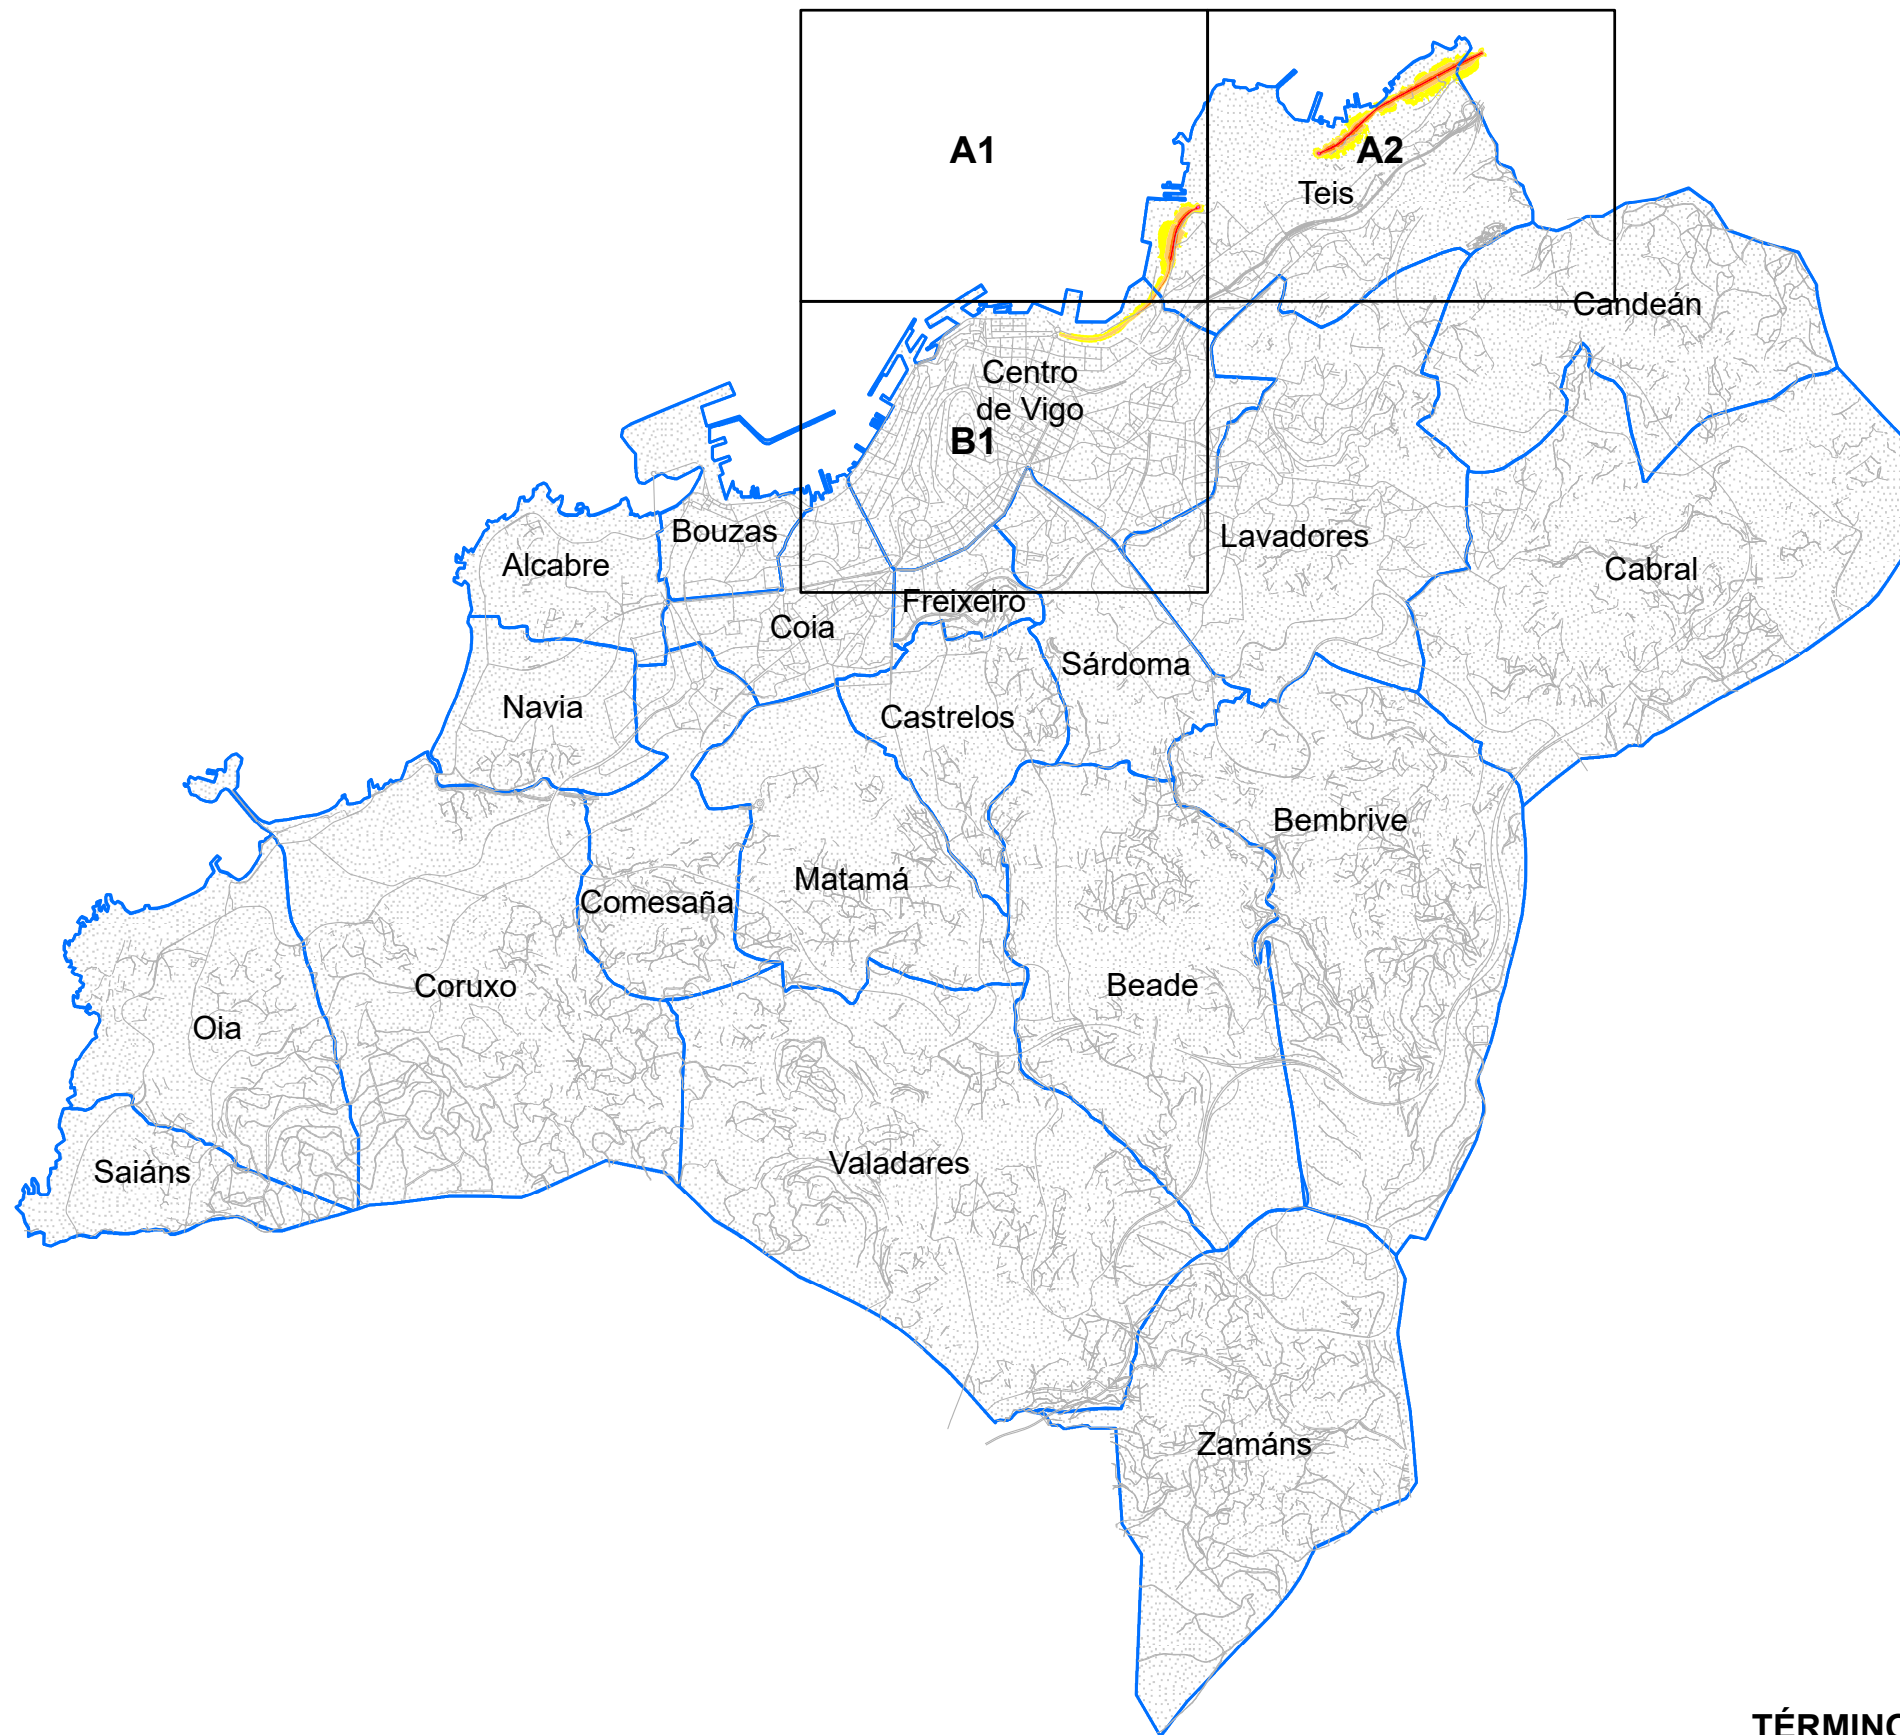 A1
A2
Teis
Candeán
Centro
de Vigo
B1
Bouzas
Lavadores
Alcabre
Cabral
Freixeiro
Coia
Sárdoma
Navia
Castrelos
Bembrive
Matamá
Comesaña
Coruxo
Beade
Oia
Valadares
Saiáns
Zamáns